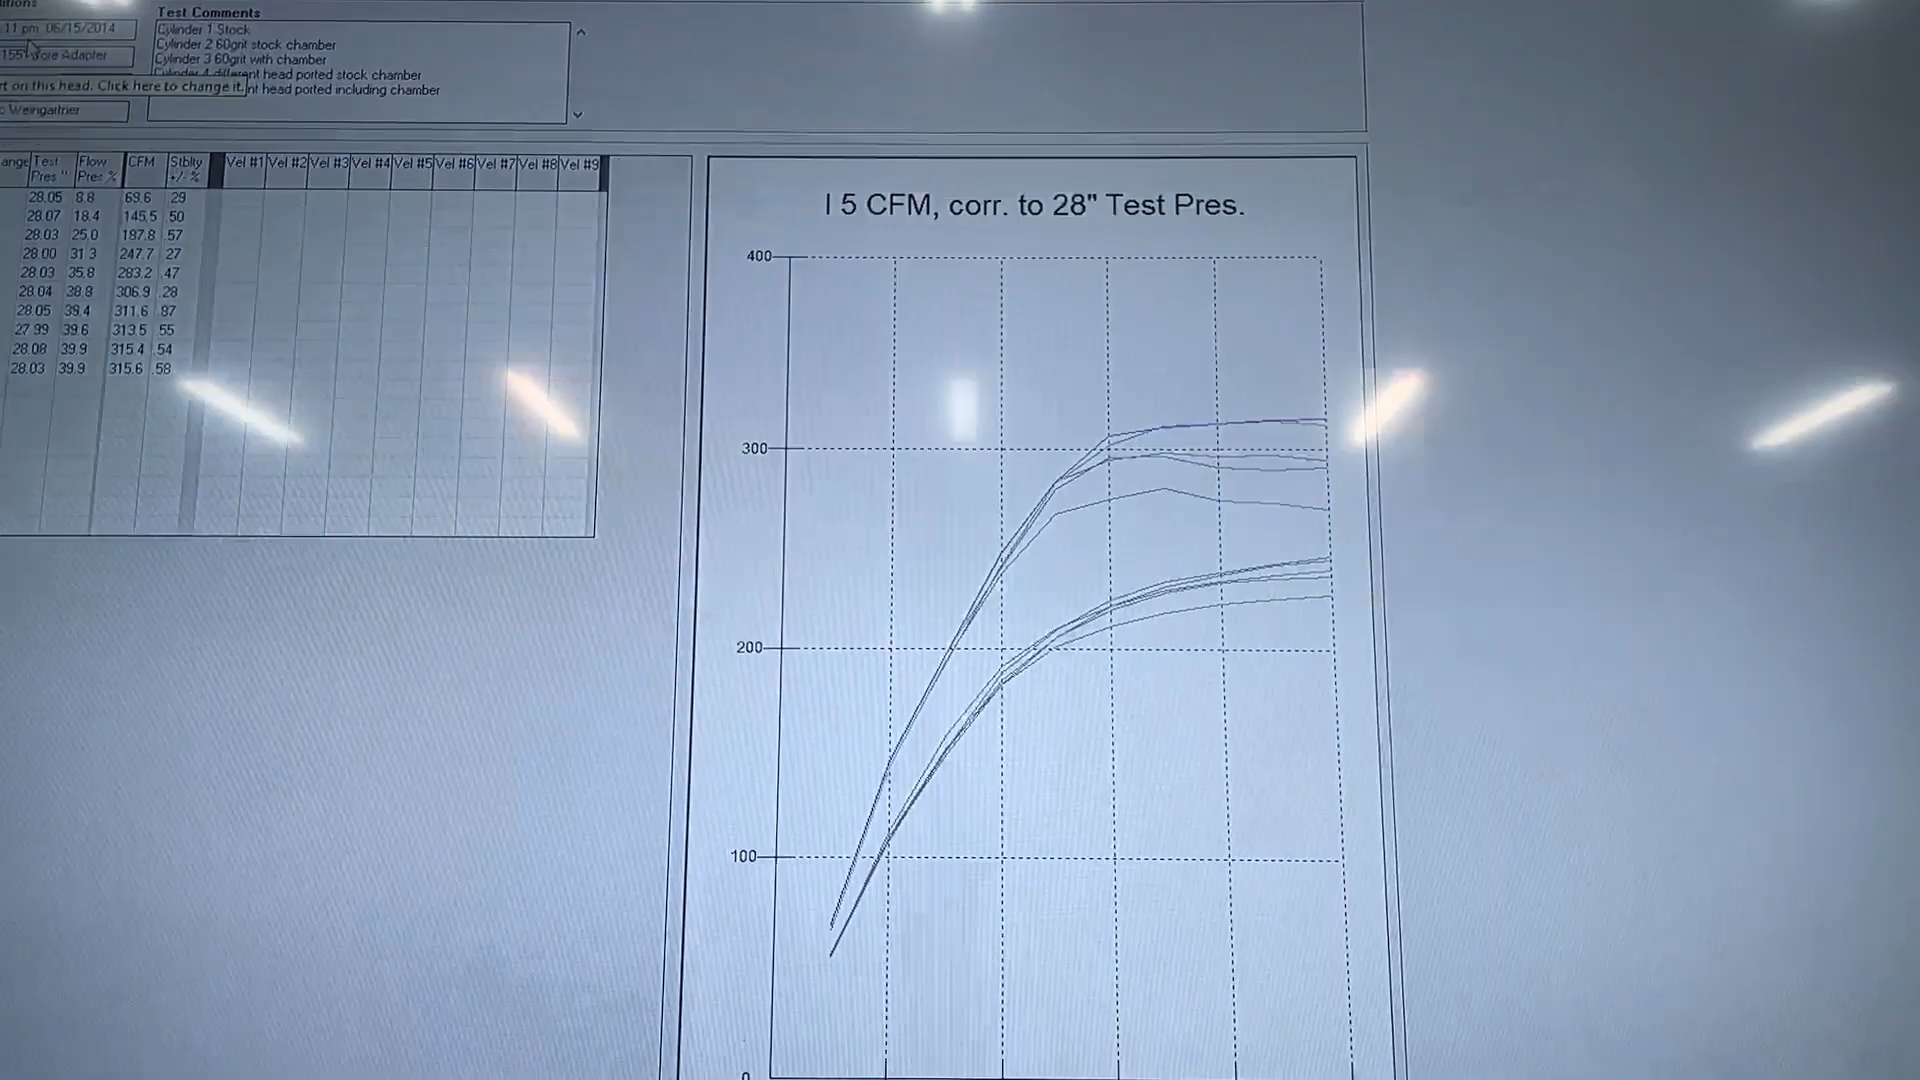 Test Comments
11 pm 06/15/2014
Cylinder 1 Stock
Cylinder 2 60grit stock chamber
Cylinder 3 60grit with chamber
Cylinder 4 different head ported stock chamber
nt head ported including chamber
Adapter
t on this head. Click here to change it.
Weingartner
Test Pres " Flow Pres % CFM Stblty +/- % Vel #1 Vel #2 Vel #3 Vel #4 Vel #5 Vel #6 Vel #7 Vel #8 Vel #9
28.05 8.8 69.6 .29
28.07 18.4 145.5 .50
28.03 25.0 187.8 .57
28.00 31.3 247.7 .27
28.03 35.8 283.2 .47
28.04 38.8 306.9 .28
28.05 39.4 311.6 .87
27.99 39.6 313.5 .55
28.08 39.9 315.4 .54
28.03 39.9 315.6 .58
I 5 CFM, corr. to 28" Test Pres.
400
300
200
100
0